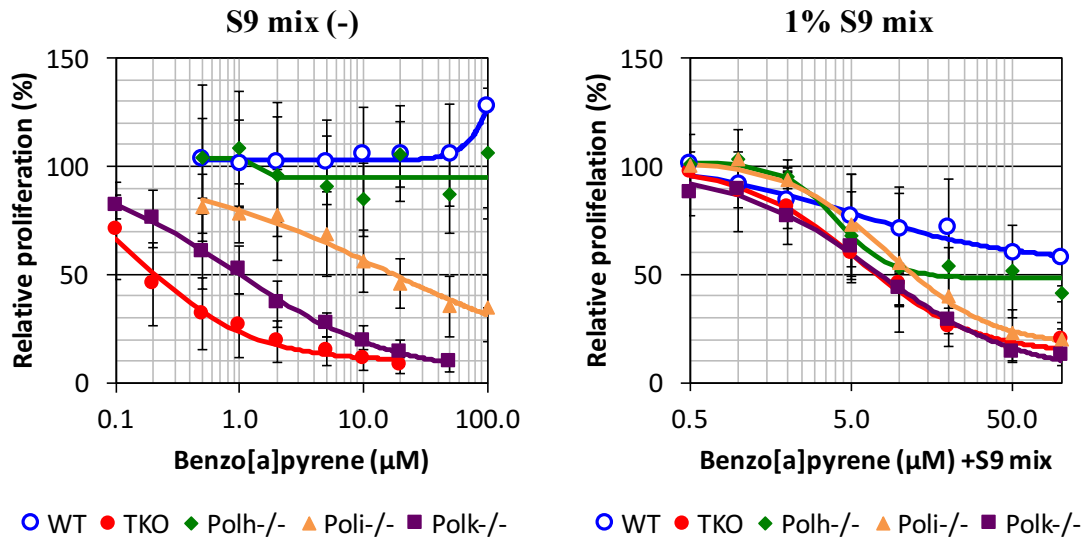 S9 mix (-)
150
100
50
0
Relative proliferation (%)
0.1 1.0 10.0 100.0
Benzo[a]pyrene (µM)
WT TKO Polh-/- Poli-/- Polk-/-
1% S9 mix
150
100
50
0
Relative prolifelation (%)
0.5 5.0 50.0
Benzo[a]pyrene (µM) +S9 mix
WT TKO Polh-/- Poli-/- Polk-/-